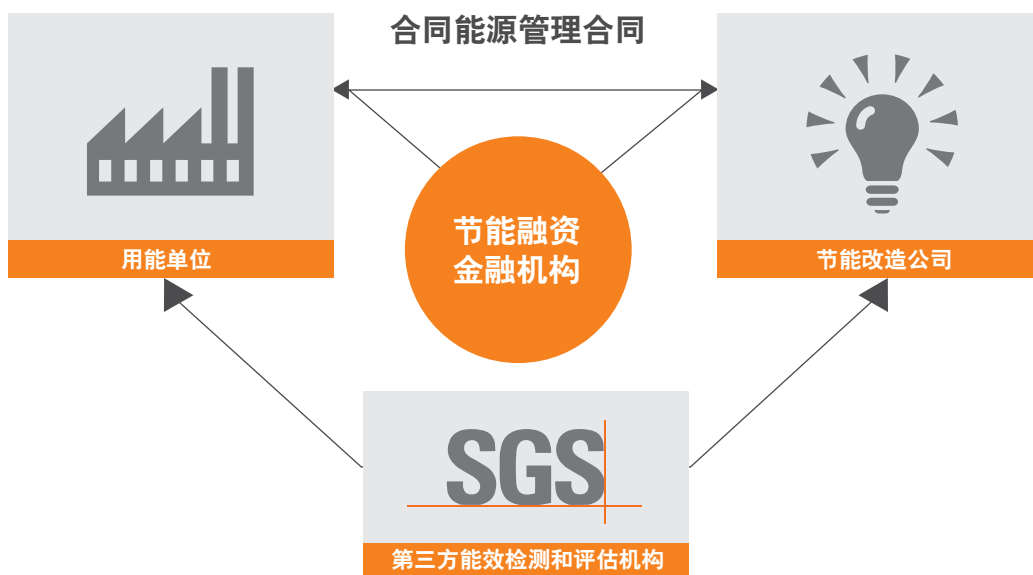 合同能源管理合同
节能融资
金融机构
用能单位
节能改造公司
SGS
第三方能效检测和评估机构